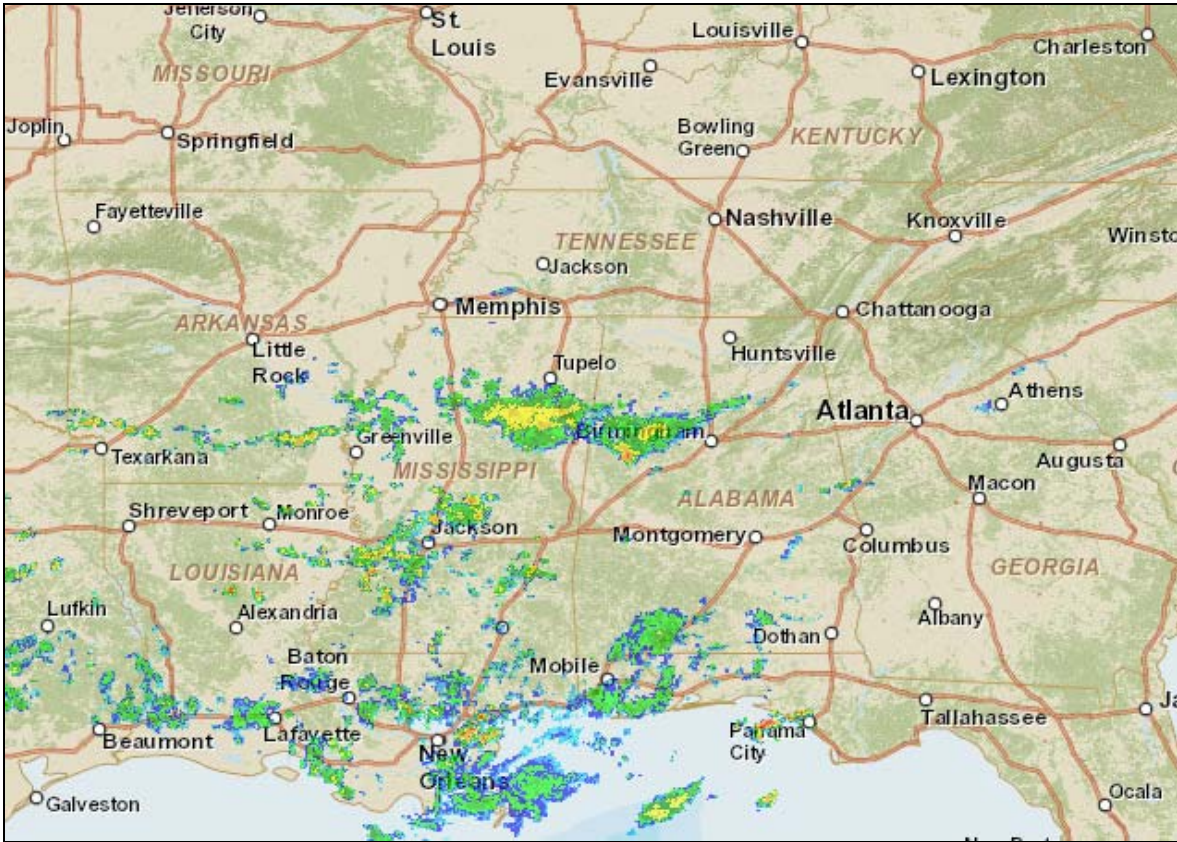 Jefferson
City
St.
Louis
Louisville
Charleston
Evansville
Lexington
MISSOURI
Joplin
Springfield
Bowling
Green
KENTUCKY
Fayetteville
Nashville
Knoxville
TENNESSEE
Winsto
Jackson
Memphis
Chattanooga
ARKANSAS
Little
Rock
Huntsville
Tupelo
Athens
Atlanta
Greenville
Birmingham
Texarkana
Augusta
MISSISSIPPI
Macon
ALABAMA
Shreveport
Monroe
Jackson
Montgomery
Columbus
LOUISIANA
GEORGIA
Lufkin
Alexandria
Albany
Dothan
Baton
Rouge
Mobile
Ja
Tallahassee
Beaumont
Lafayette
New
Orleans
Panama
City
Galveston
Ocala